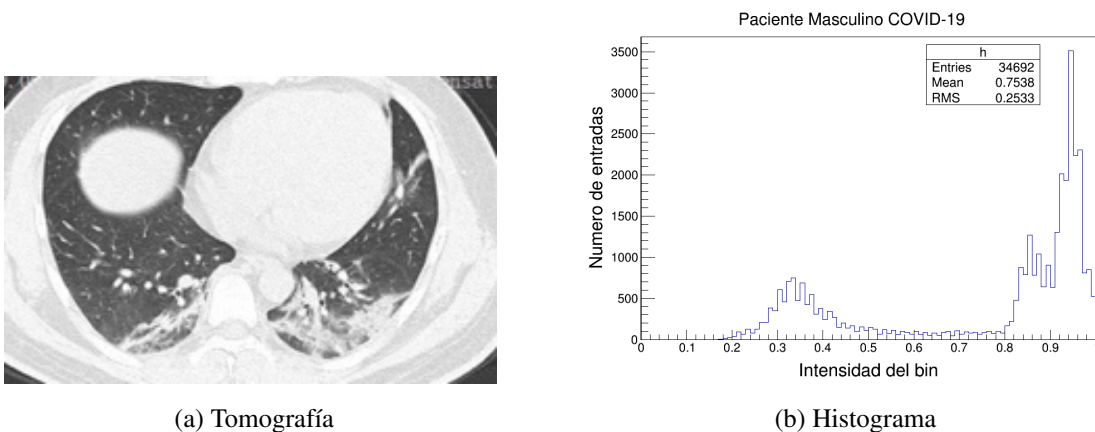 Paciente Masculino COVID-19
h
Entries 34692
Mean 0.7538
RMS 0.2533
Numero de entradas
3500
3000
2500
2000
1500
1000
500
0
0 0.1 0.2 0.3 0.4 0.5 0.6 0.7 0.8 0.9
Intensidad del bin
(a) Tomografía
(b) Histograma